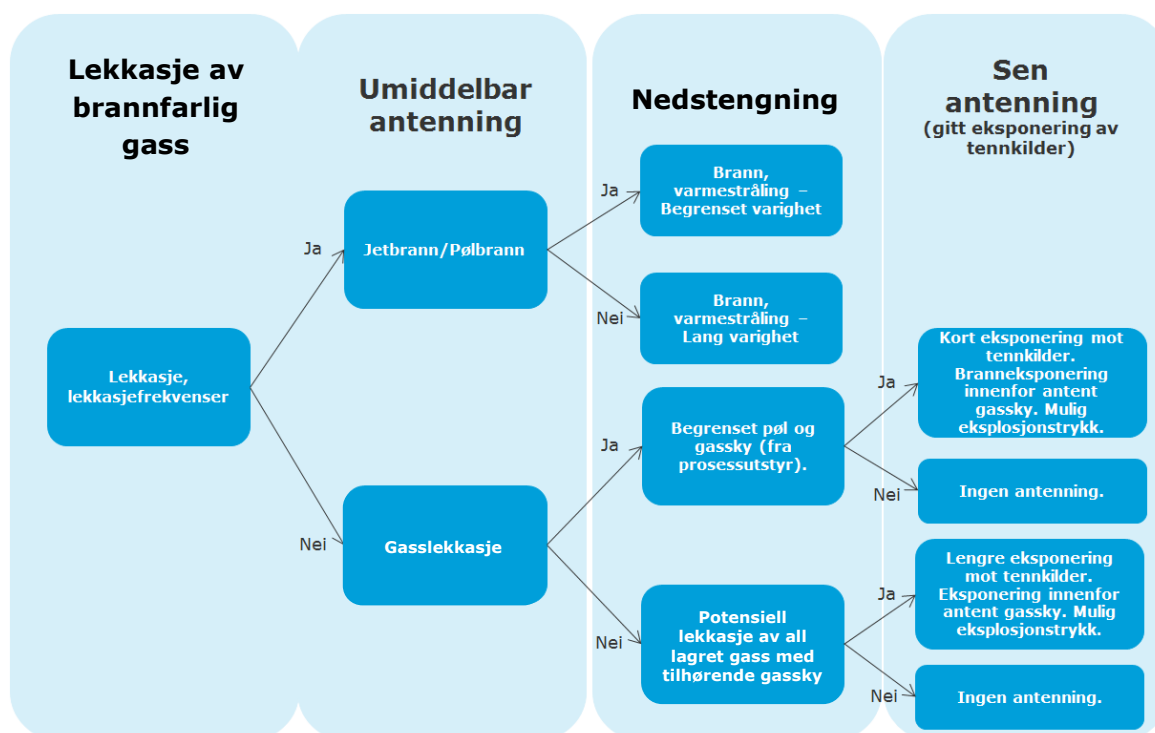 Lekkasje av
brannfarlig
gass
Umiddelbar
antenning
Nedstengning
Sen
antenning
(gitt eksponering av
tennkilder)
Lekkasje,
lekkasjefrekvenser
Ja
Nei
Jetbrann/Pølbrann
Gasslekkasje
Ja
Nei
Ja
Nei
Brann,
varmestråling –
Begrenset varighet
Brann,
varmestråling –
Lang varighet
Begrenset pøl og
gassky (fra
prosessutstyr).
Potensiell
lekkasje av all
lagret gass med
tilhørende gassky
Ja
Nei
Ja
Nei
Kort eksponering mot
tennkilder.
Branneksponering
innenfor antent
gassky. Mulig
eksplosjonstrykk.
Ingen antenning.
Lengre eksponering
mot tennkilder.
Eksponering innenfor
antent gassky. Mulig
eksplosjonstrykk.
Ingen antenning.